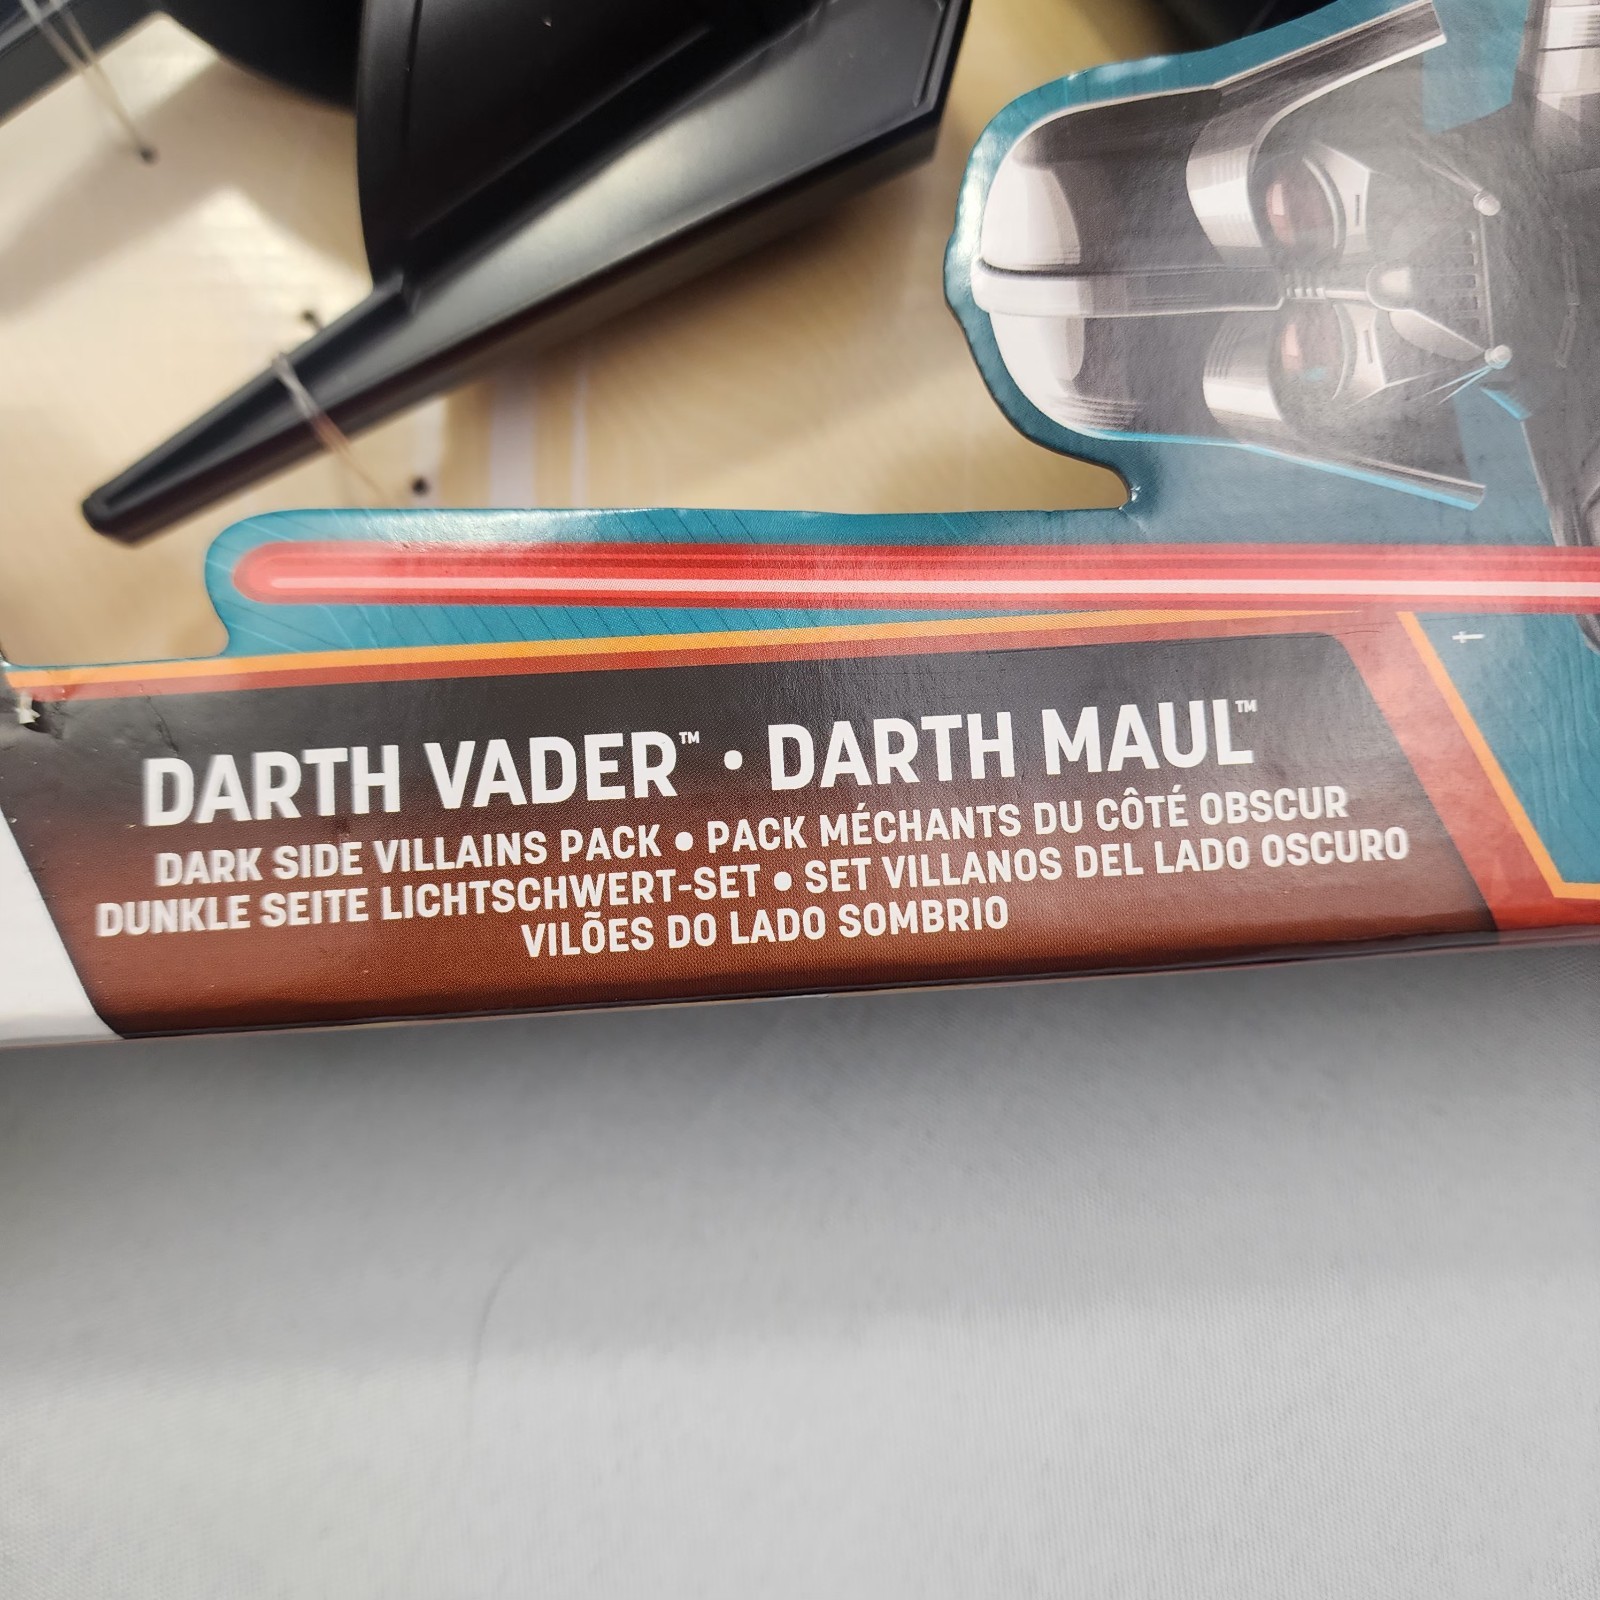 DARTH VADER™ • DARTH MAUL™
DARK SIDE VILLAINS PACK • PACK MÉCHANTS DU CÔTÉ OBSCUR
DUNKLE SEITE LICHTSCHWERT-SET • SET VILLANOS DEL LADO OSCURO
VILÕES DO LADO SOMBRIO